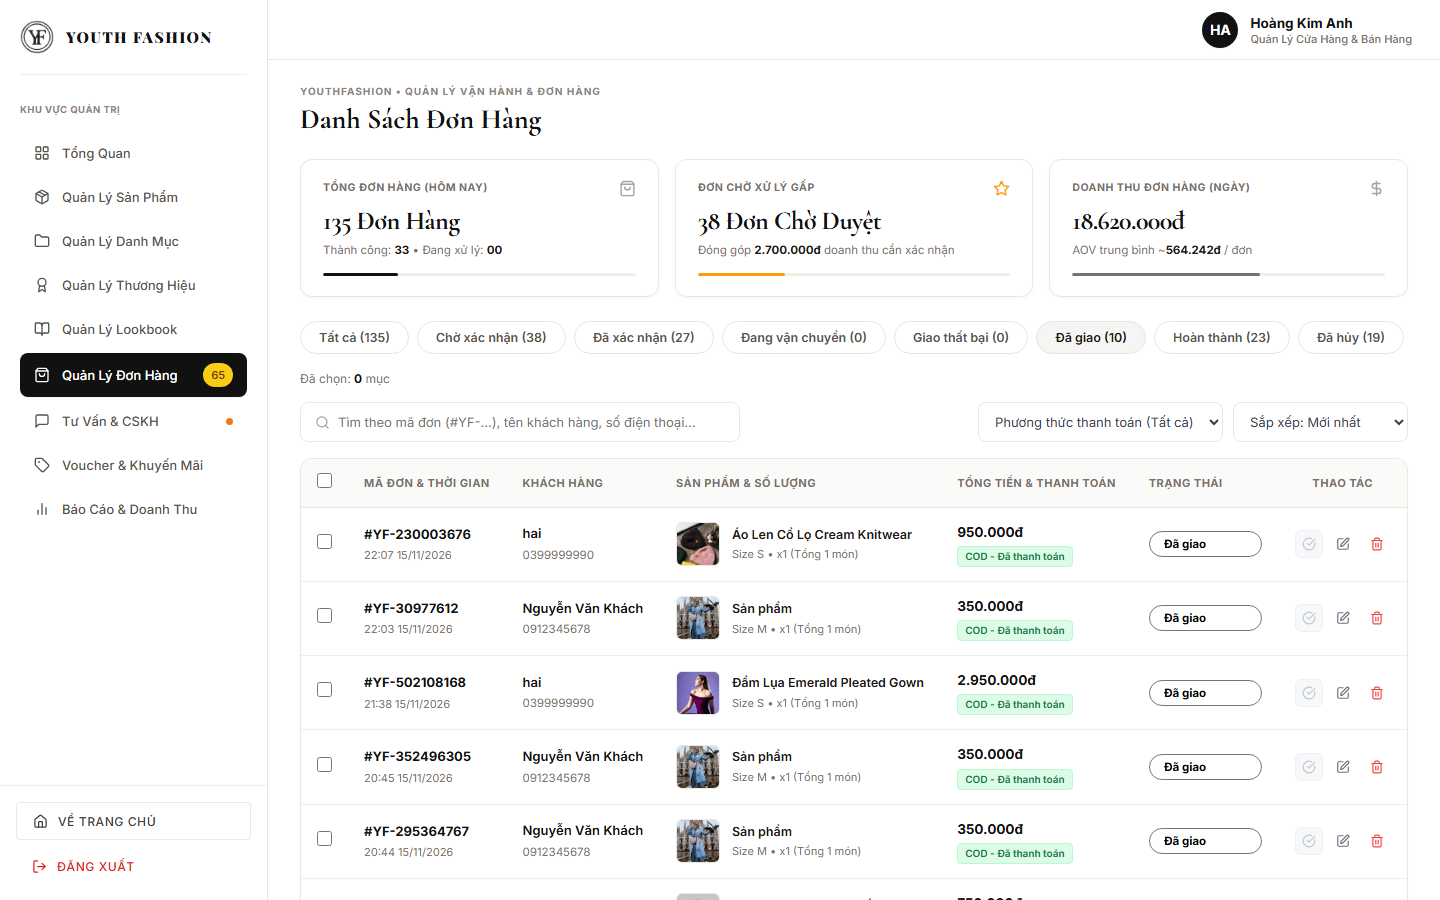 YF YOUTH FASHION
KHU VỰC QUẢN TRỊ
Tổng Quan
Quản Lý Sản Phẩm
Quản Lý Danh Mục
Quản Lý Thương Hiệu
Quản Lý Lookbook
Quản Lý Đơn Hàng 65
Tư Vấn & CSKH
Voucher & Khuyến Mãi
Báo Cáo & Doanh Thu
VỀ TRANG CHỦ
ĐĂNG XUẤT
HA
Hoàng Kim Anh
Quản Lý Cửa Hàng & Bán Hàng
YOUTHFASHION • QUẢN LÝ VẬN HÀNH & ĐƠN HÀNG
Danh Sách Đơn Hàng
TỔNG ĐƠN HÀNG (HÔM NAY)
135 Đơn Hàng
Thành công: 33 • Đang xử lý: 00
ĐƠN CHỜ XỬ LÝ GẤP
38 Đơn Chờ Duyệt
Đóng góp 2.700.000đ doanh thu cần xác nhận
DOANH THU ĐƠN HÀNG (NGÀY)
18.620.000đ
AOV trung bình ~564.242đ / đơn
Tất cả (135)
Chờ xác nhận (38)
Đã xác nhận (27)
Đang vận chuyển (0)
Giao thất bại (0)
Đã giao (10)
Hoàn thành (23)
Đã hủy (19)
Đã chọn: 0 mục
Tìm theo mã đơn (#YF-...), tên khách hàng, số điện thoại...
Phương thức thanh toán (Tất cả)
Sắp xếp: Mới nhất
MÃ ĐƠN & THỜI GIAN KHÁCH HÀNG SẢN PHẨM & SỐ LƯỢNG TỔNG TIỀN & THANH TOÁN TRẠNG THÁI THAO TÁC
#YF-230003676 hai Áo Len Cổ Lọ Cream Knitwear 950.000đ Đã giao
22:07 15/11/2026 0399999990 Size S • x1 (Tổng 1 món) COD - Đã thanh toán
#YF-30977612 Nguyễn Văn Khách Sản phẩm 350.000đ Đã giao
22:03 15/11/2026 0912345678 Size M • x1 (Tổng 1 món) COD - Đã thanh toán
#YF-502108168 hai Đầm Lụa Emerald Pleated Gown 2.950.000đ Đã giao
21:38 15/11/2026 0399999990 Size S • x1 (Tổng 1 món) COD - Đã thanh toán
#YF-352496305 Nguyễn Văn Khách Sản phẩm 350.000đ Đã giao
20:45 15/11/2026 0912345678 Size M • x1 (Tổng 1 món) COD - Đã thanh toán
#YF-295364767 Nguyễn Văn Khách Sản phẩm 350.000đ Đã giao
20:44 15/11/2026 0912345678 Size M • x1 (Tổng 1 món) COD - Đã thanh toán